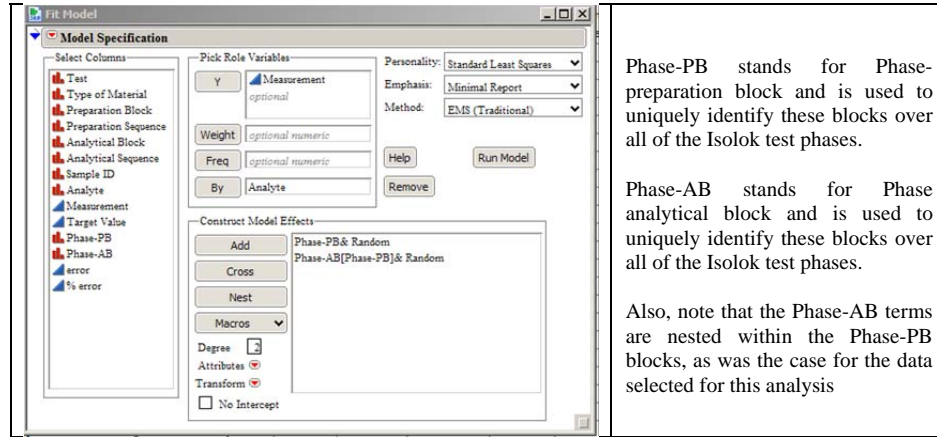 Fit Model
Model Specification
Select Columns
Test
Type of Material
Preparation Block
Preparation Sequence
Analytical Block
Analytical Sequence
Sample ID
Analyte
Measurement
Target Value
Phase-PB
Phase-AB
error
% error
Pick Role Variables
Y
Measurement
optional
Weight
optional numeric
Freq
optional numeric
By
Analyte
Personality:
Standard Least Squares
Emphasis:
Minimal Report
Method:
EMS (Traditional)
Help
Run Model
Remove
Construct Model Effects
Add
Cross
Nest
Macros
Degree
2
Attributes
Transform
No Intercept
Phase-PB& Random
Phase-AB[Phase-PB]& Random
Phase-PB stands for Phase-
preparation block and is used to
uniquely identify these blocks over
all of the Isolok test phases.
Phase-AB stands for Phase
analytical block and is used to
uniquely identify these blocks over
all of the Isolok test phases.
Also, note that the Phase-AB terms
are nested within the Phase-PB
blocks, as was the case for the data
selected for this analysis